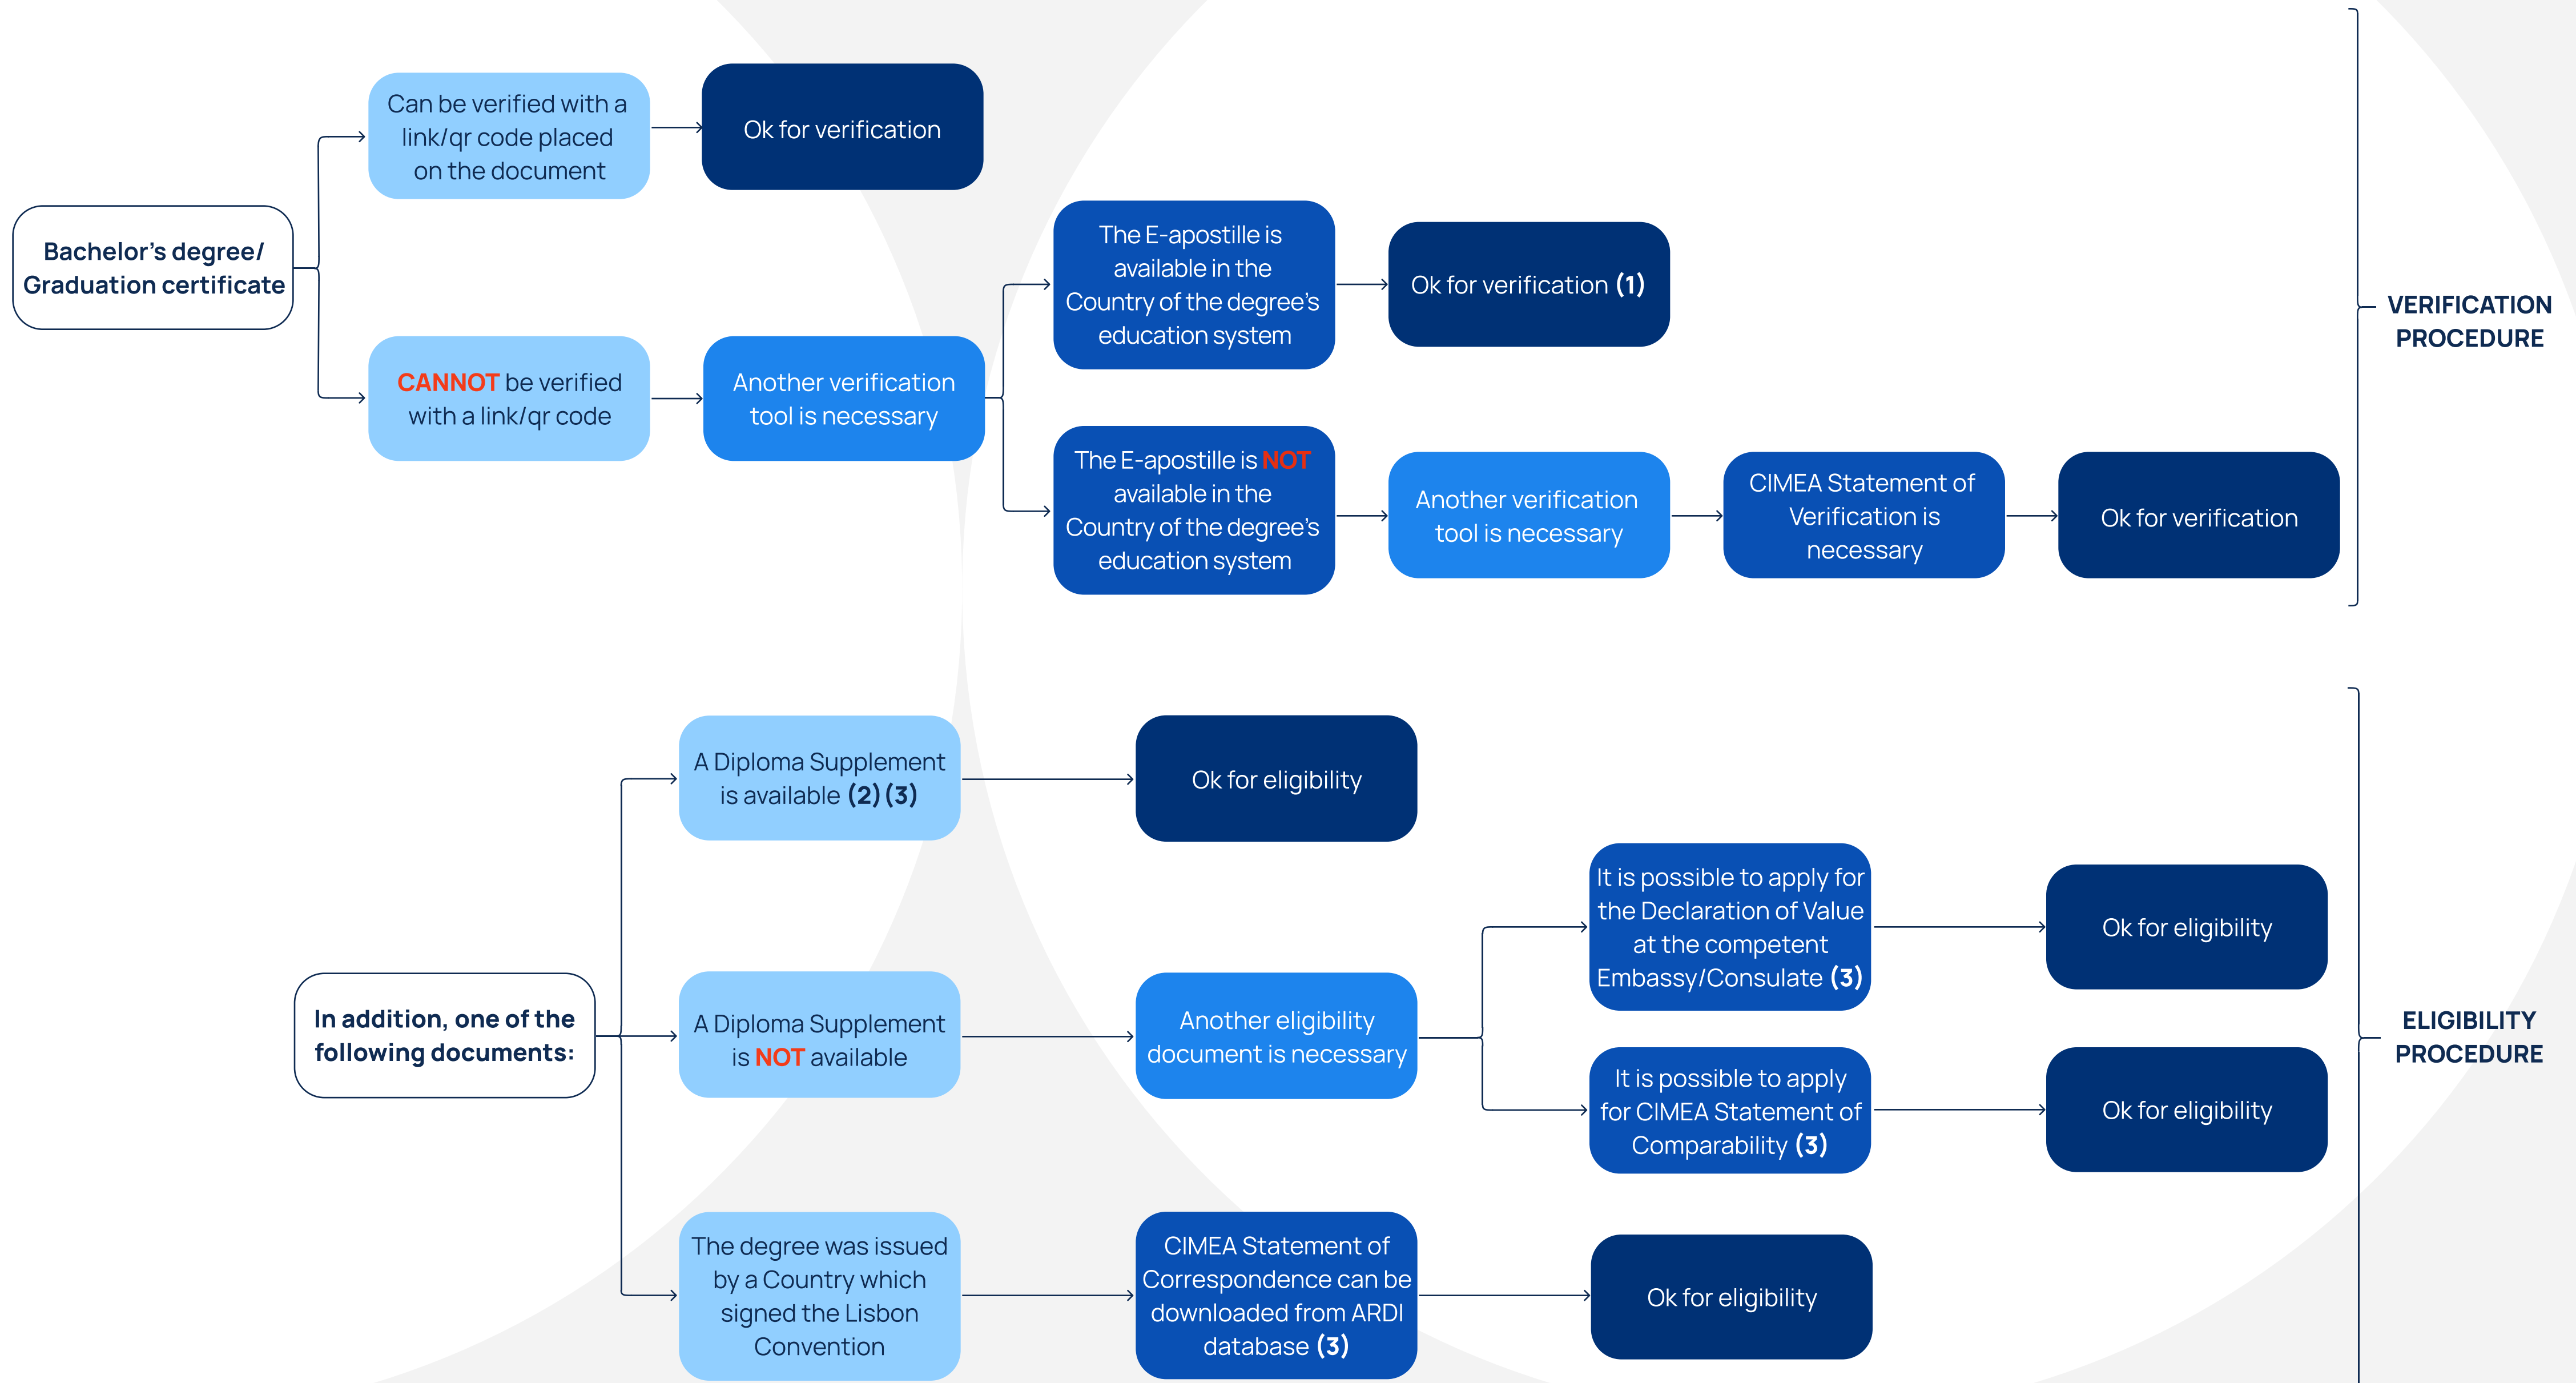 Can be verified with a
link/qr code placed
on the document
Ok for verification
Bachelor’s degree/
Graduation certificate
The E-apostille is
available in the
Country of the degree’s
education system
Ok for verification (1)
CANNOT be verified
with a link/qr code
Another verification
tool is necessary
The E-apostille is NOT
available in the
Country of the degree’s
education system
Another verification
tool is necessary
CIMEA Statement of
Verification is
necessary
Ok for verification
VERIFICATION
PROCEDURE
A Diploma Supplement
is available (2)(3)
Ok for eligibility
In addition, one of the
following documents:
A Diploma Supplement
is NOT available
Another eligibility
document is necessary
It is possible to apply for
the Declaration of Value
at the competent
Embassy/Consulate (3)
Ok for eligibility
It is possible to apply
for CIMEA Statement of
Comparability (3)
Ok for eligibility
The degree was issued
by a Country which
signed the Lisbon
Convention
CIMEA Statement of
Correspondence can be
downloaded from ARDI
database (3)
Ok for eligibility
ELIGIBILITY
PROCEDURE